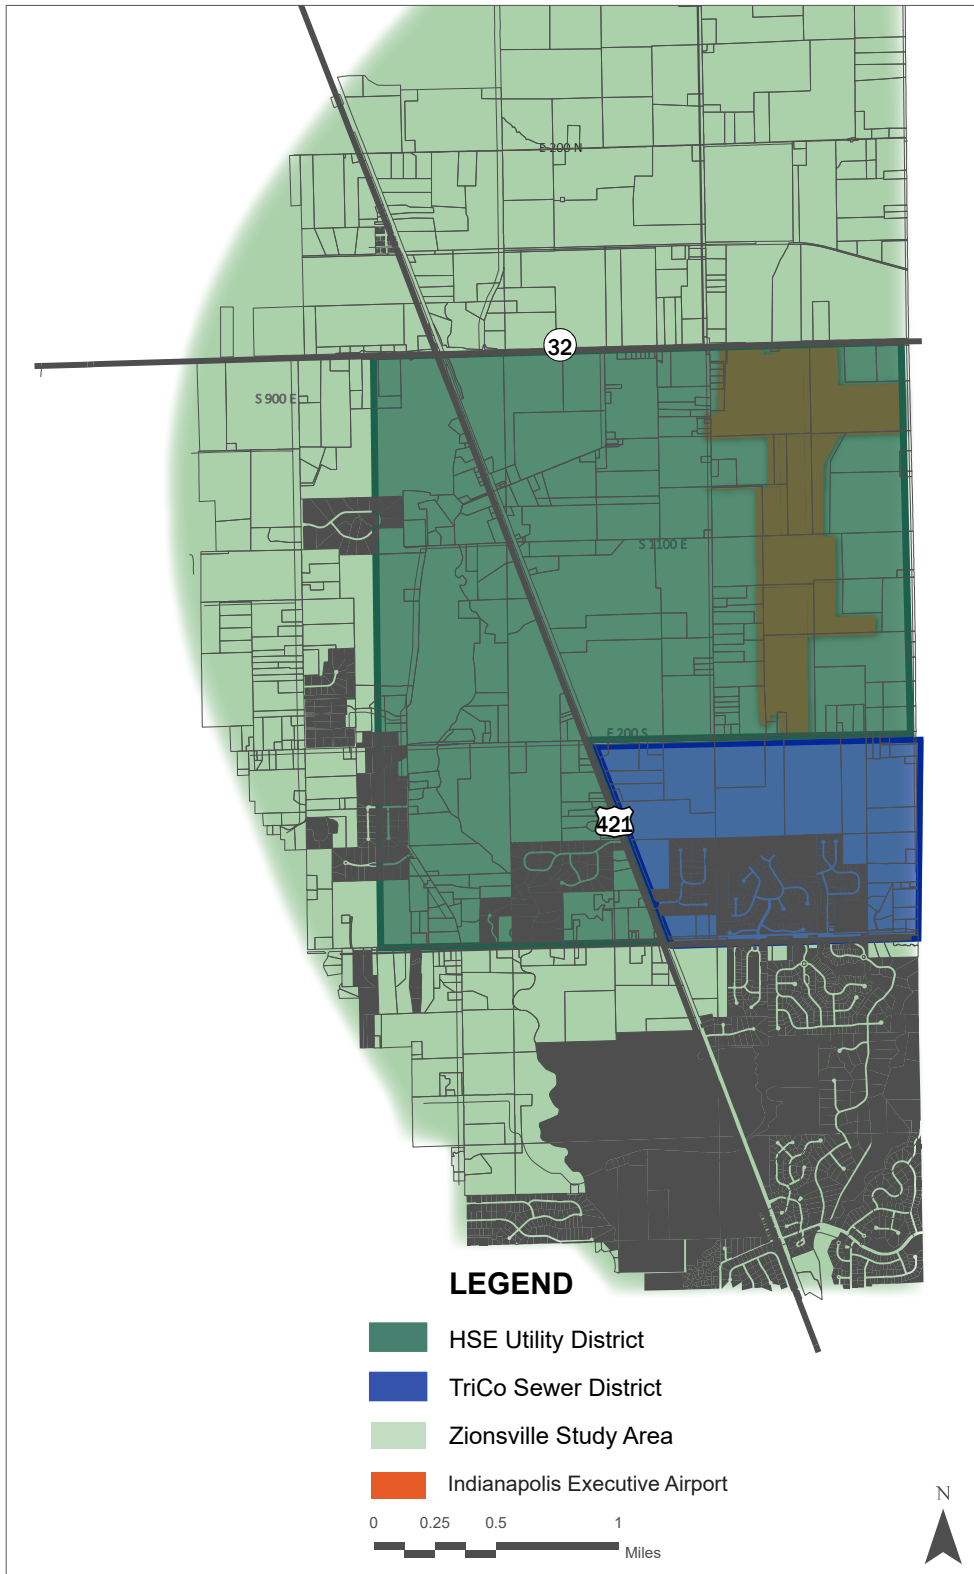 E 200 N
32
S 900 E
S 1100 E
E 200 S
421
LEGEND
HSE Utility District
TriCo Sewer District
Zionsville Study Area
Indianapolis Executive Airport
0 0.25 0.5 1
Miles
N